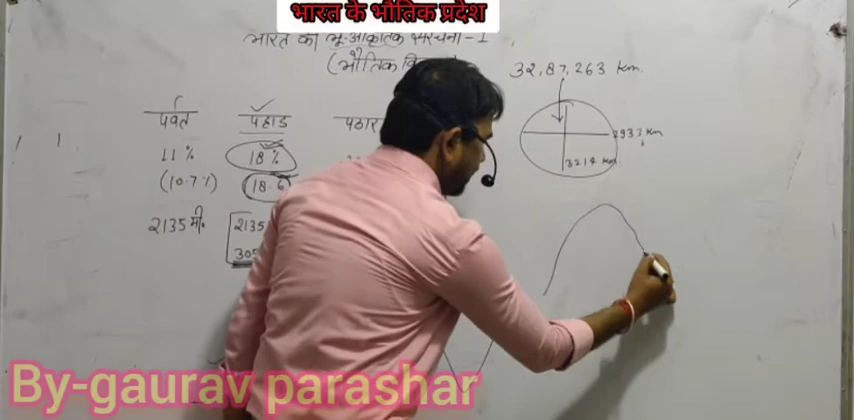 भारत के भौतिक प्रदेश
भारत का भू-आकृतिक संरचना-1
(भौतिक
32,87,263 km.
पर्वत पहाड़ पठार
2933 km
11% 18%
3214 km
(10.7%) 18.6
2135 मी. 2135
305
By-gaurav parashar